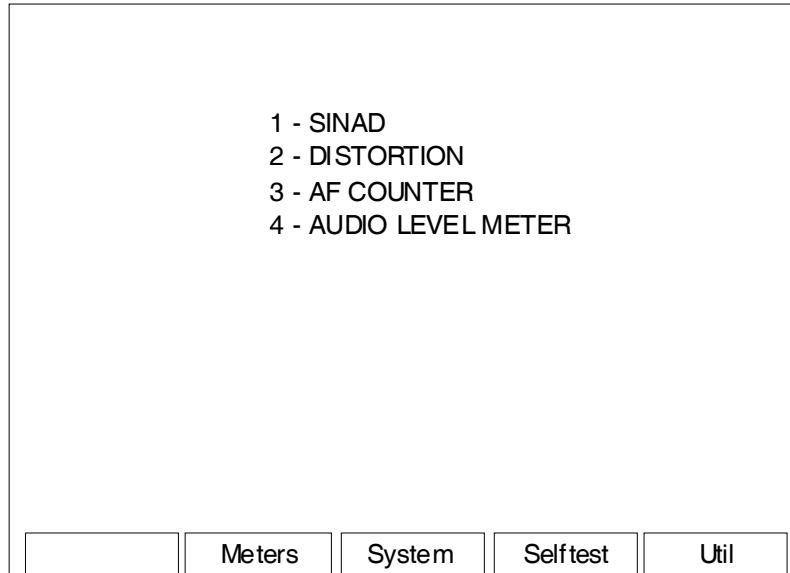 1 - SINAD
2 - DISTORTION
3 - AF COUNTER
4 - AUDIO LEVEL METER
Meters System Selftest Util